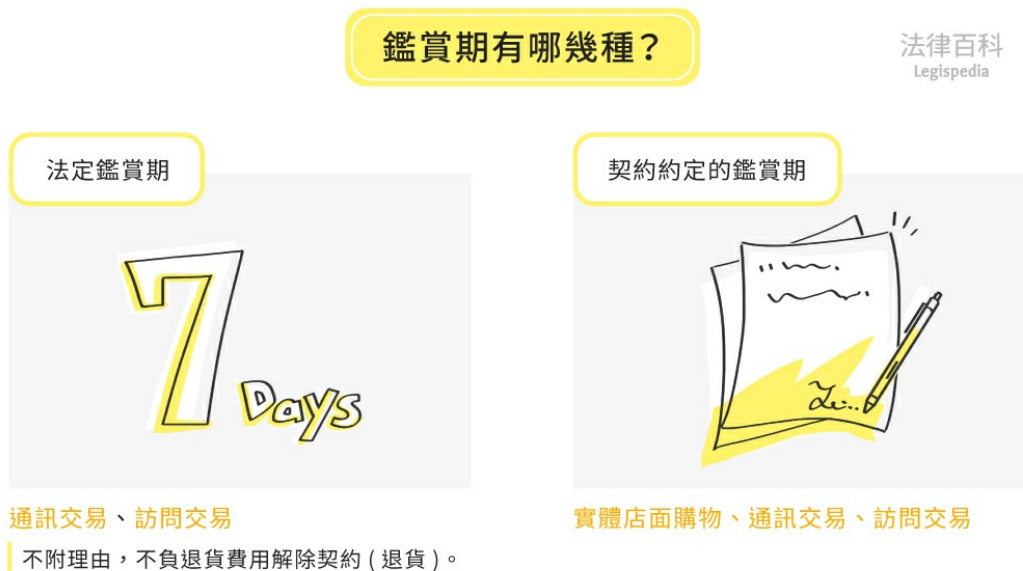 鑑賞期有哪幾種？
法律百科
Legispedia
法定鑑賞期
7
Days
通訊交易、訪問交易
不附理由，不負退貨費用解除契約 ( 退貨 )。
契約約定的鑑賞期
實體店面購物、通訊交易、訪問交易